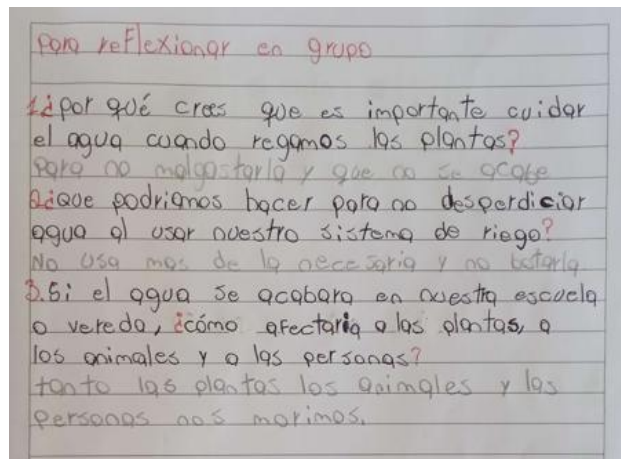 para reflexionar en grupo
1¿por qué crees que es importante cuidar
el agua cuando regamos las plantas?
para no malgastarla y que no se acabe
2¿Que podriamos hacer para no desperdiciar
agua al usar nuestro sistema de riego?
No usa mas de la necesaria y no botarla
3.Si el agua se acabara en nuestra escuela
o vereda, ¿cómo afectaria a las plantas, a
los animales y a las personas?
tanto las plantas los animales y las
personas nos morimos.